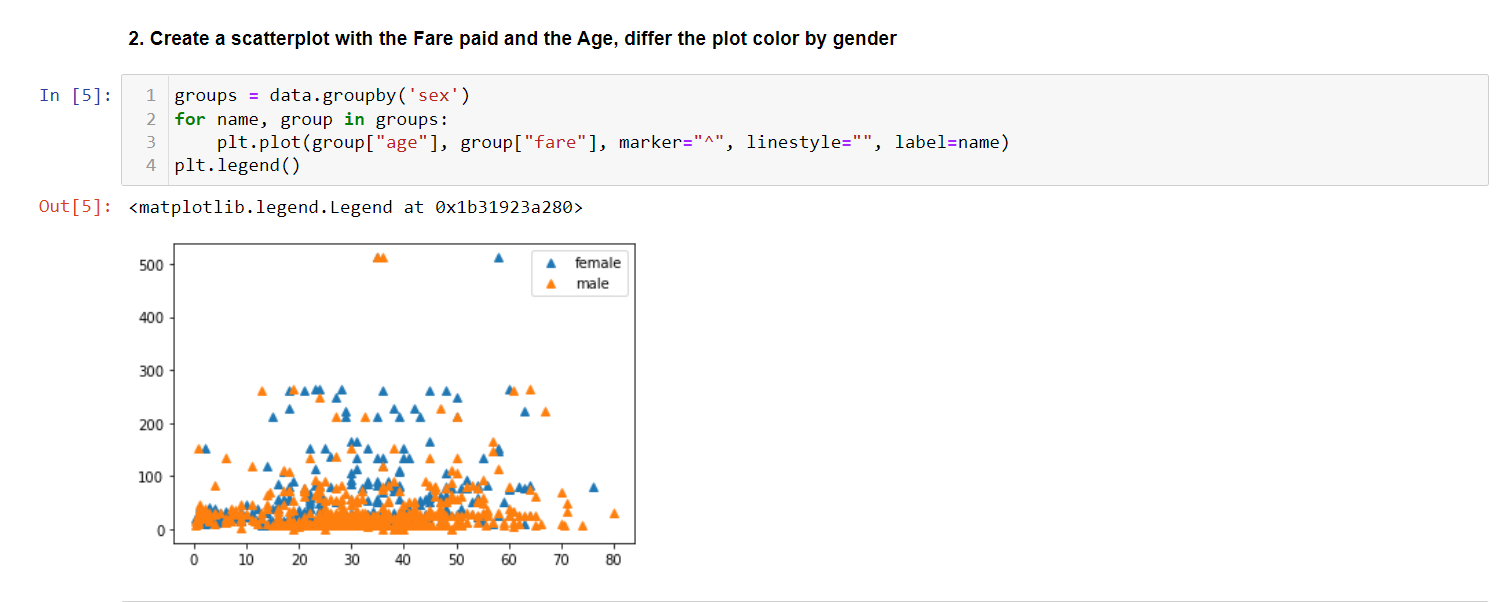 2. Create a scatterplot with the Fare paid and the Age, differ the plot color by gender
In [5]:
1 groups = data.groupby('sex')
2 for name, group in groups:
3     plt.plot(group["age"], group["fare"], marker="^", linestyle="", label=name)
4 plt.legend()
Out[5]: <matplotlib.legend.Legend at 0x1b31923a280>
female
male
500
400
300
200
100
0
0 10 20 30 40 50 60 70 80